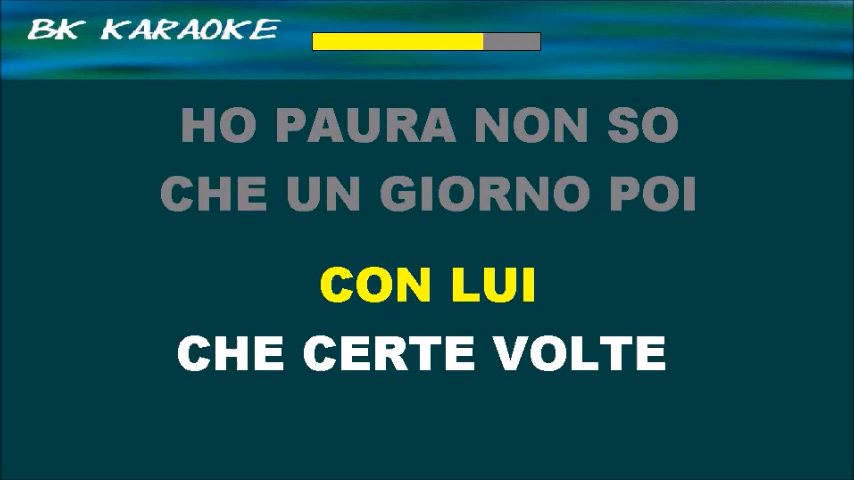 BK KARAOKE
HO PAURA NON SO
CHE UN GIORNO POI
CON LUI
CHE CERTE VOLTE